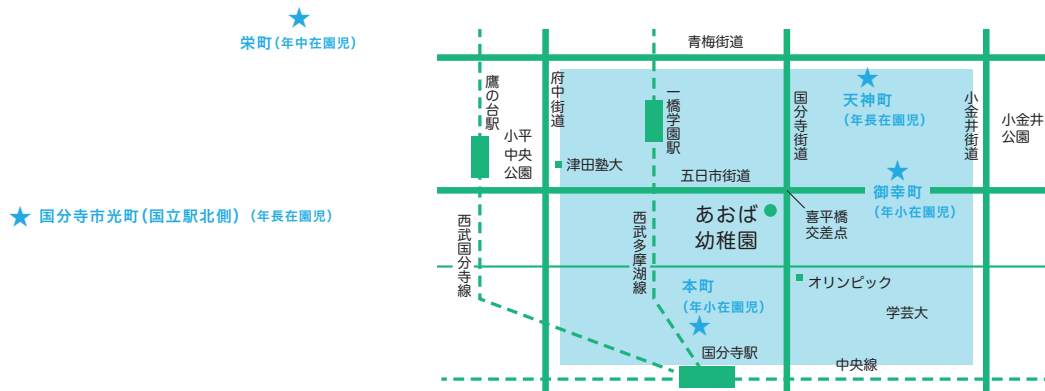 栄町(年中在園児)
青梅街道
鷹の台駅
府中街道
一橋学園駅
国分寺街道
天神町
(年長在園児)
小金井街道
小金井
公園
小平
中央
公園
津田塾大
五日市街道
御幸町
(年小在園児)
国分寺市光町(国立駅北側) (年長在園児)
西武国分寺線
西武多摩湖線
あおば
幼稚園
喜平橋
交差点
本町
(年小在園児)
オリンピック
学芸大
国分寺駅
中央線